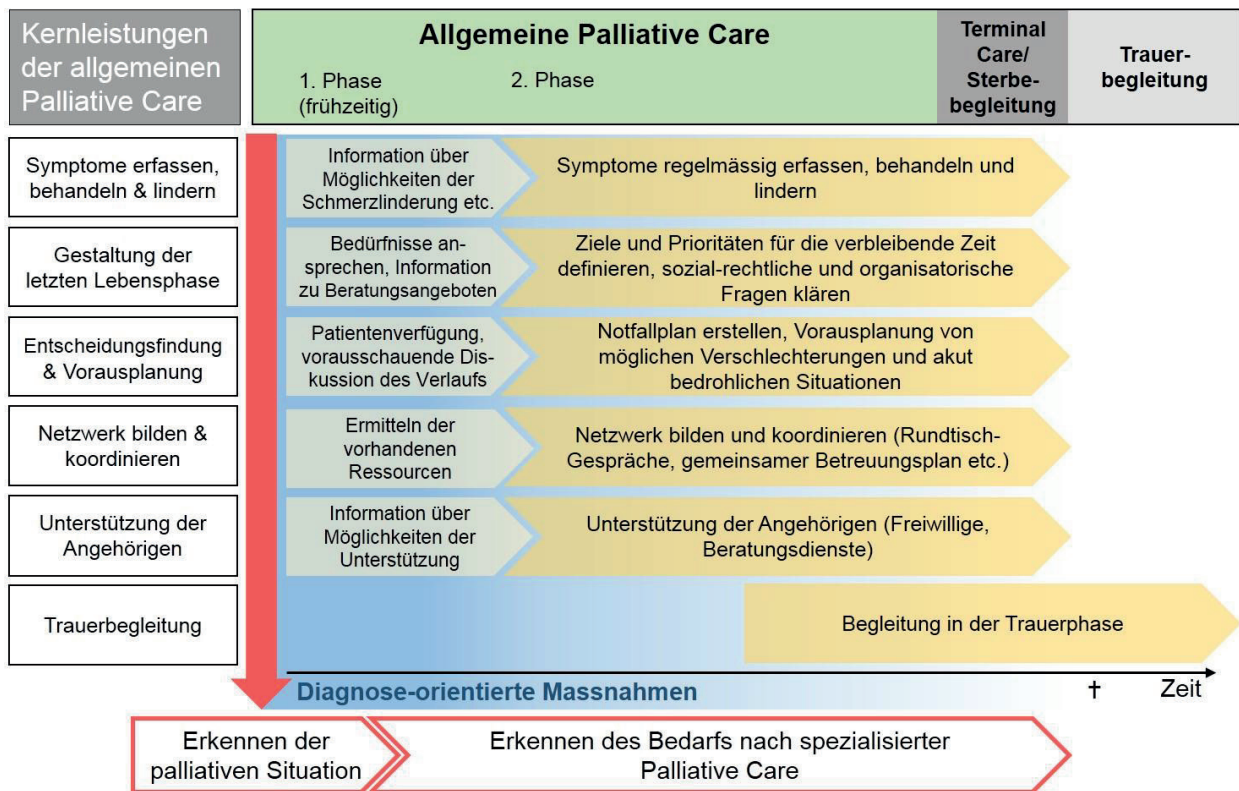 Kernleistungen
der allgemeinen
Palliative Care
Allgemeine Palliative Care
1. Phase
(frühzeitig)
2. Phase
Terminal
Care/
Sterbe-
begleitung
Trauer-
begleitung
Symptome erfassen,
behandeln & lindern
Information über
Möglichkeiten der
Schmerzlinderung etc.
Symptome regelmässig erfassen, behandeln und
lindern
Gestaltung der
letzten Lebensphase
Bedürfnisse an-
sprechen, Information
zu Beratungsangeboten
Ziele und Prioritäten für die verbleibende Zeit
definieren, sozial-rechtliche und organisatorische
Fragen klären
Entscheidungsfindung
& Vorausplanung
Patientenverfügung,
vorausschauende Dis-
kussion des Verlaufs
Notfallplan erstellen, Vorausplanung von
möglichen Verschlechterungen und akut
bedrohlichen Situationen
Netzwerk bilden &
koordinieren
Ermitteln der
vorhandenen
Ressourcen
Netzwerk bilden und koordinieren (Rundtisch-
Gespräche, gemeinsamer Betreuungsplan etc.)
Unterstützung der
Angehörigen
Information über
Möglichkeiten der
Unterstützung
Unterstützung der Angehörigen (Freiwillige,
Beratungsdienste)
Trauerbegleitung
Begleitung in der Trauerphase
Diagnose-orientierte Massnahmen
† Zeit
Erkennen der
palliativen Situation
Erkennen des Bedarfs nach spezialisierter
Palliative Care